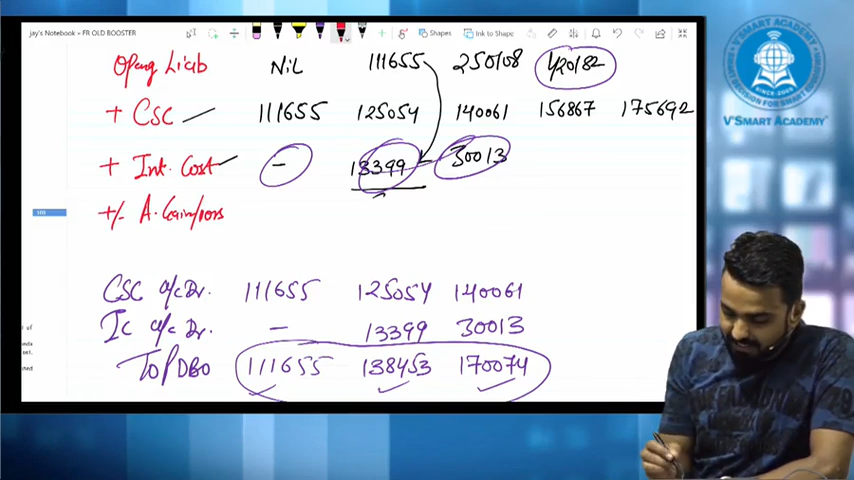 jay's Notebook » FR OLD BOOSTER
Shapes
Ink to Shape
Openg Liab Nil 111655 250108 420182
+ CSC 111655 125054 140061 156867 175692
+ Int. Cost - 13399 30013
+/- A. Gain/Loss
CSC a/c Dr. 111655 125054 140061
IC a/c Dr. - 13399 30013
To PDBO 111655 138453 170074
V'SMART ACADEMY
SINCE-2009
V'SMART ACADEMY®